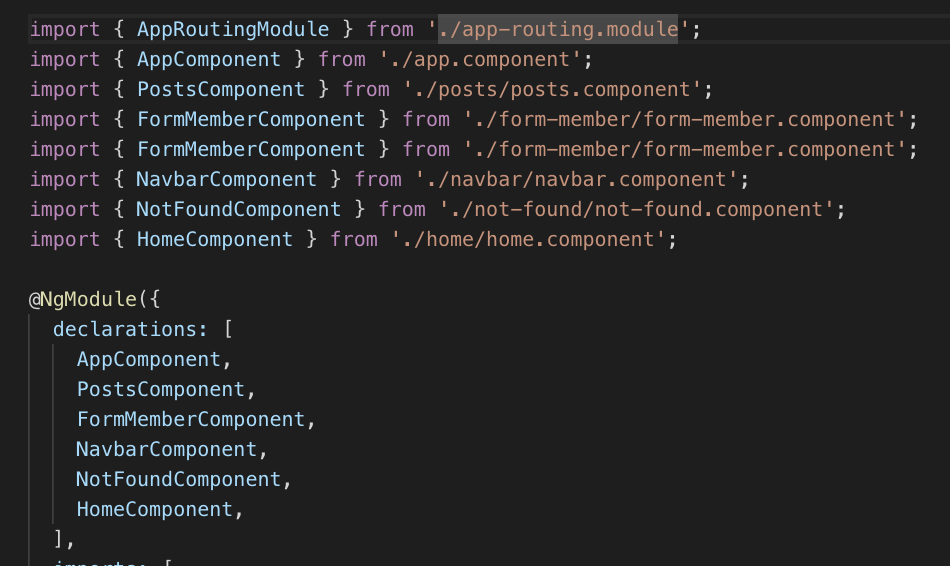 import { AppRoutingModule } from './app-routing.module';
import { AppComponent } from './app.component';
import { PostsComponent } from './posts/posts.component';
import { FormMemberComponent } from './form-member/form-member.component';
import { FormMemberComponent } from './form-member/form-member.component';
import { NavbarComponent } from './navbar/navbar.component';
import { NotFoundComponent } from './not-found/not-found.component';
import { HomeComponent } from './home/home.component';

@NgModule({
  declarations: [
    AppComponent,
    PostsComponent,
    FormMemberComponent,
    NavbarComponent,
    NotFoundComponent,
    HomeComponent,
  ],
  imports: [